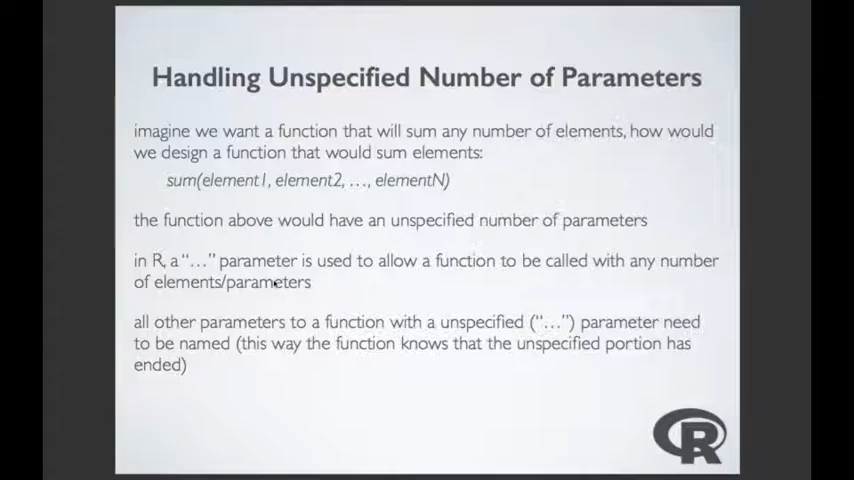 Handling Unspecified Number of Parameters
imagine we want a function that will sum any number of elements, how would
we design a function that would sum elements:
sum(element1, element2, …, elementN)
the function above would have an unspecified number of parameters
in R, a “…” parameter is used to allow a function to be called with any number
of elements/parameters
all other parameters to a function with a unspecified (“…”) parameter need
to be named (this way the function knows that the unspecified portion has
ended)
R